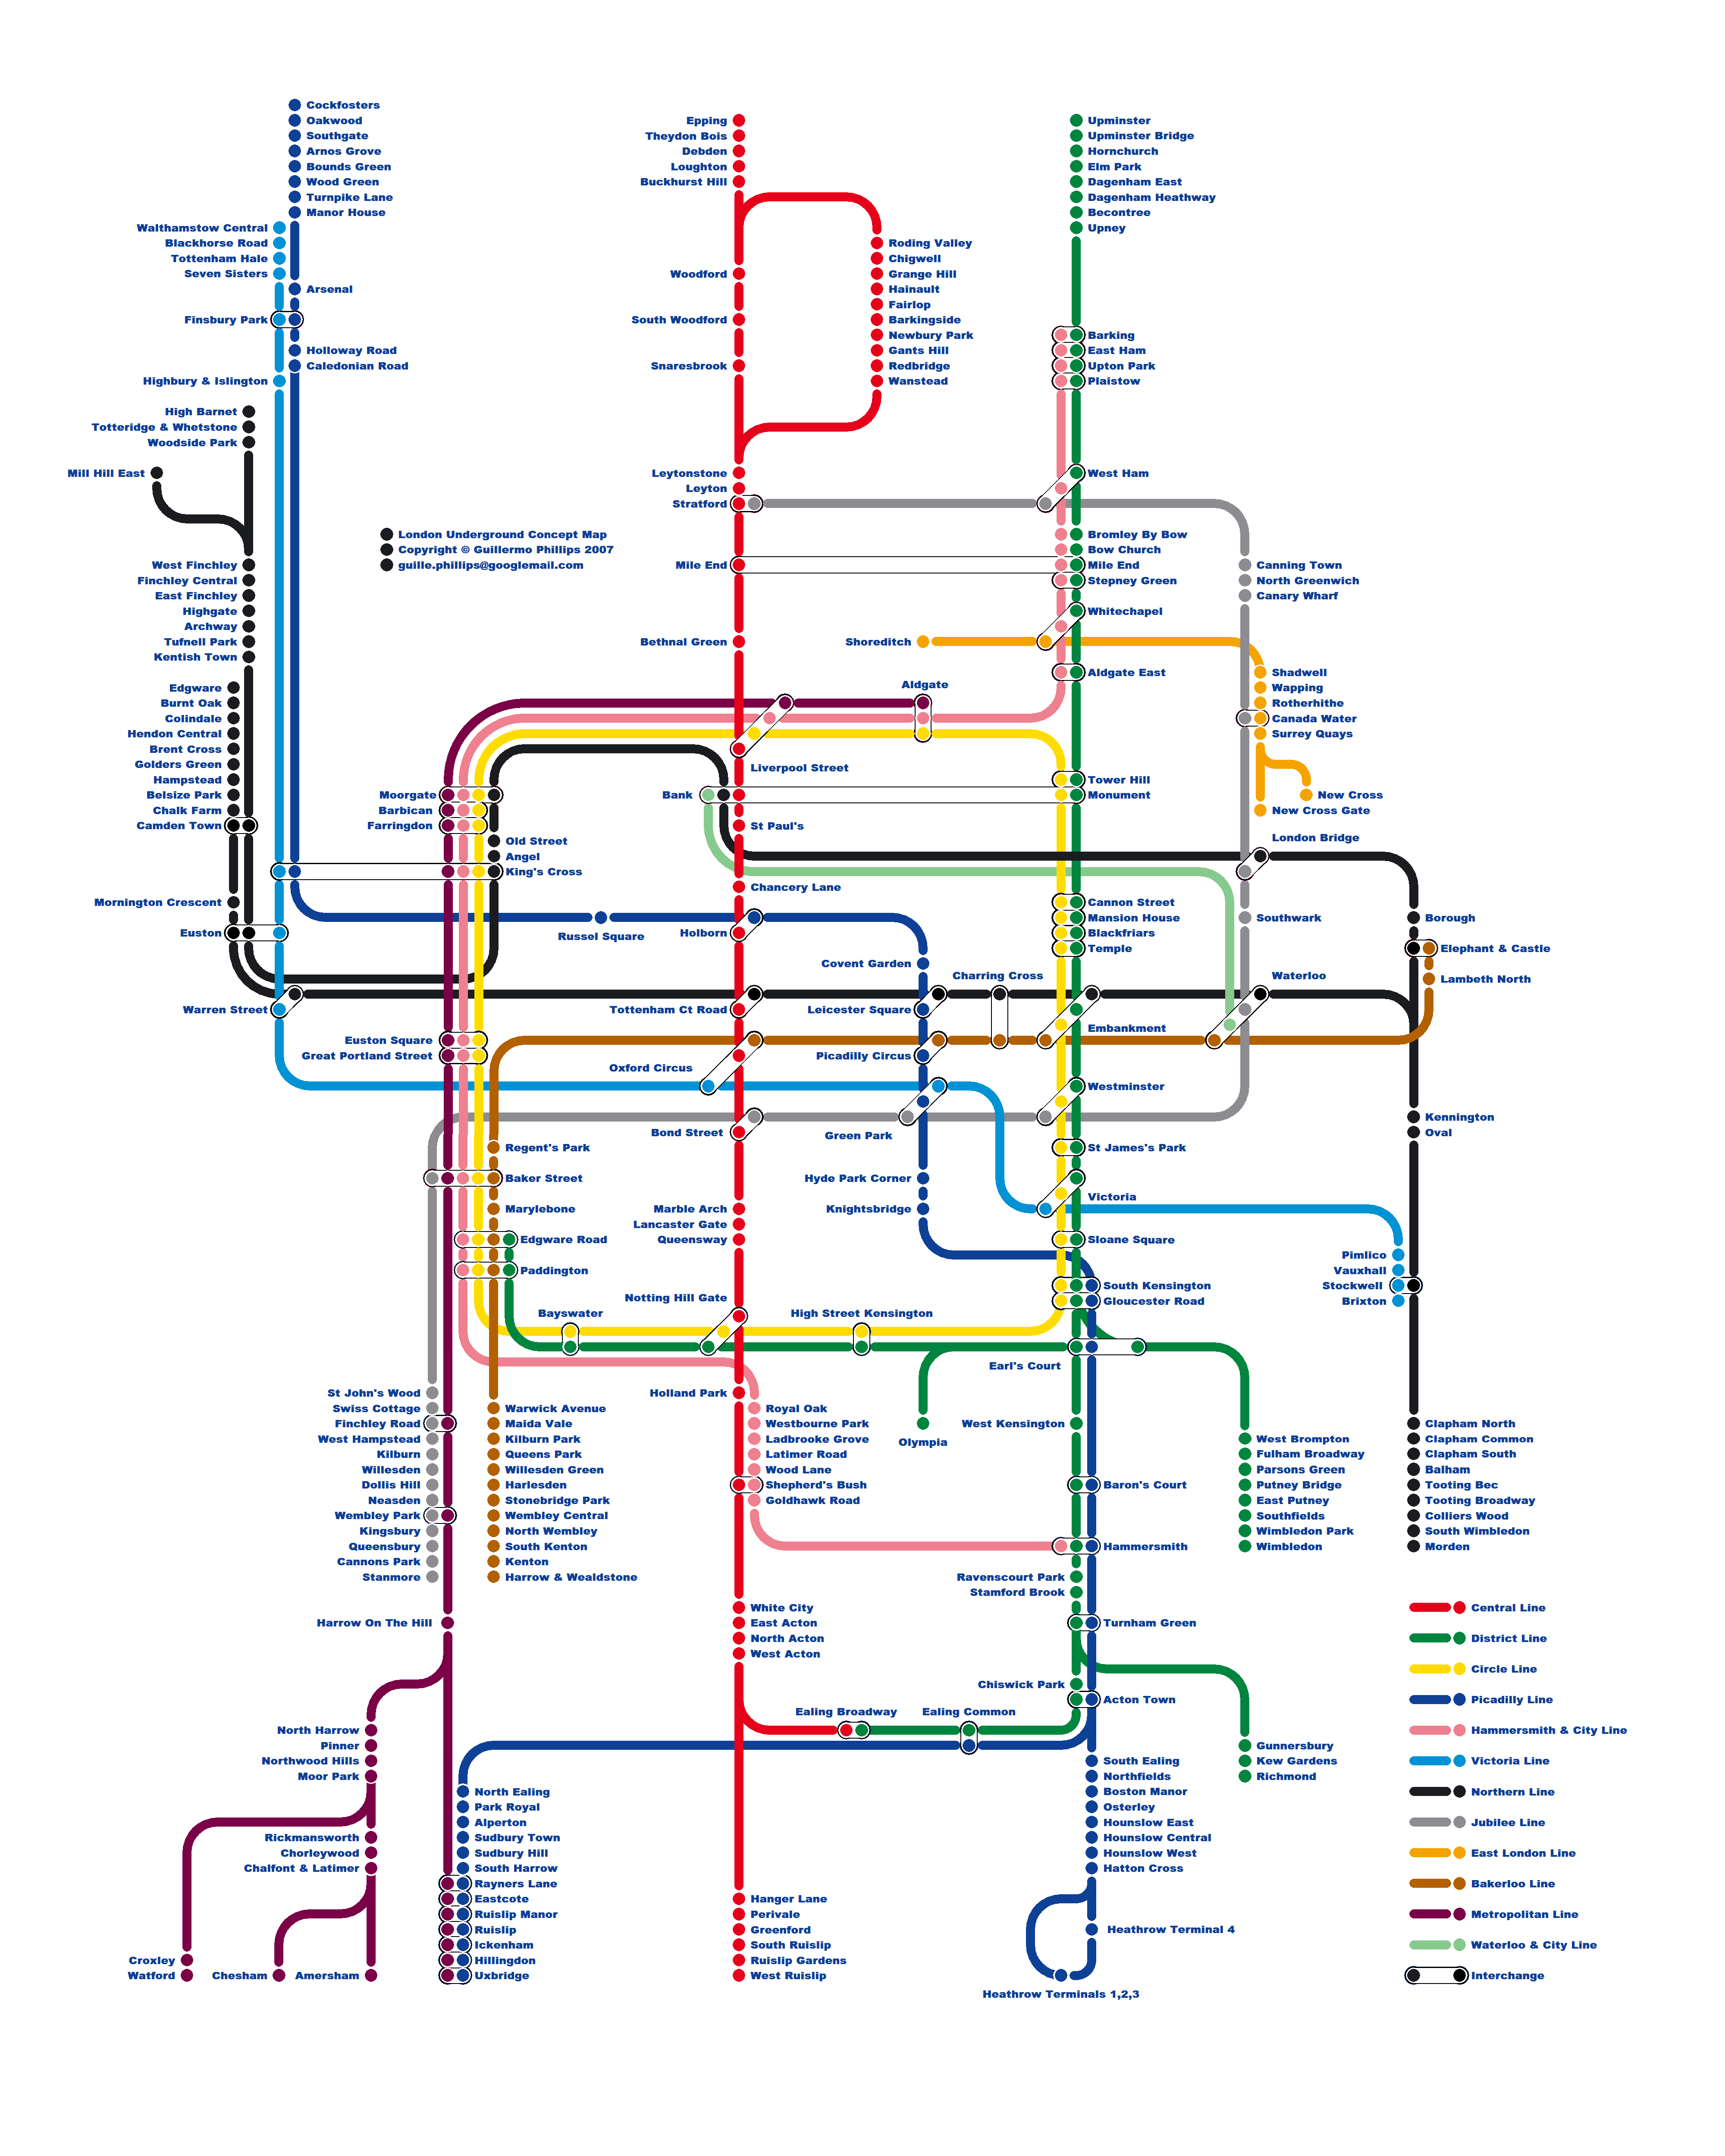 Cockfosters
Oakwood
Southgate
Arnos Grove
Bounds Green
Wood Green
Turnpike Lane
Manor House
Walthamstow Central
Blackhorse Road
Tottenham Hale
Seven Sisters
Arsenal
Finsbury Park
Holloway Road
Caledonian Road
Highbury & Islington
High Barnet
Totteridge & Whetstone
Woodside Park
Mill Hill East
West Finchley
Finchley Central
East Finchley
Highgate
Archway
Tufnell Park
Kentish Town
Edgware
Burnt Oak
Colindale
Hendon Central
Brent Cross
Golders Green
Hampstead
Belsize Park
Chalk Farm
Camden Town
Mornington Crescent
Euston
Warren Street
London Underground Concept Map
Copyright © Guillermo Phillips 2007
guille.phillips@googlemail.com
Epping
Theydon Bois
Debden
Loughton
Buckhurst Hill
Woodford
South Woodford
Snaresbrook
Roding Valley
Chigwell
Grange Hill
Hainault
Fairlop
Barkingside
Newbury Park
Gants Hill
Redbridge
Wanstead
Leytonstone
Leyton
Stratford
Mile End
Bethnal Green
Upminster
Upminster Bridge
Hornchurch
Elm Park
Dagenham East
Dagenham Heathway
Becontree
Upney
Barking
East Ham
Upton Park
Plaistow
West Ham
Bromley By Bow
Bow Church
Mile End
Stepney Green
Whitechapel
Shoreditch
Aldgate East
Aldgate
Canning Town
North Greenwich
Canary Wharf
Shadwell
Wapping
Rotherhithe
Canada Water
Surrey Quays
New Cross
New Cross Gate
Liverpool Street
Tower Hill
Monument
Moorgate
Barbican
Farringdon
Old Street
Angel
King's Cross
Bank
St Paul's
Chancery Lane
London Bridge
Russel Square
Holborn
Covent Garden
Cannon Street
Mansion House
Blackfriars
Temple
Southwark
Borough
Elephant & Castle
Lambeth North
Charring Cross
Waterloo
Tottenham Ct Road
Leicester Square
Embankment
Euston Square
Great Portland Street
Picadilly Circus
Oxford Circus
Westminster
Bond Street
Green Park
Kennington
Oval
Regent's Park
Baker Street
Marylebone
Edgware Road
Paddington
St James's Park
Hyde Park Corner
Knightsbridge
Victoria
Marble Arch
Lancaster Gate
Queensway
Sloane Square
Pimlico
Vauxhall
Stockwell
Brixton
South Kensington
Gloucester Road
Notting Hill Gate
Bayswater
High Street Kensington
Earl's Court
Holland Park
West Kensington
Olympia
St John's Wood
Swiss Cottage
Finchley Road
West Hampstead
Kilburn
Willesden
Dollis Hill
Neasden
Wembley Park
Kingsbury
Queensbury
Cannons Park
Stanmore
Warwick Avenue
Maida Vale
Kilburn Park
Queens Park
Willesden Green
Harlesden
Stonebridge Park
Wembley Central
North Wembley
South Kenton
Kenton
Harrow & Wealdstone
Royal Oak
Westbourne Park
Ladbrooke Grove
Latimer Road
Wood Lane
Shepherd's Bush
Goldhawk Road
Baron's Court
Hammersmith
Ravenscourt Park
Stamford Brook
Turnham Green
Chiswick Park
Acton Town
West Brompton
Fulham Broadway
Parsons Green
Putney Bridge
East Putney
Southfields
Wimbledon Park
Wimbledon
Clapham North
Clapham Common
Clapham South
Balham
Tooting Bec
Tooting Broadway
Colliers Wood
South Wimbledon
Morden
Harrow On The Hill
White City
East Acton
North Acton
West Acton
Ealing Broadway
Ealing Common
North Harrow
Pinner
Northwood Hills
Moor Park
Rickmansworth
Chorleywood
Chalfont & Latimer
Croxley
Watford
Chesham
Amersham
North Ealing
Park Royal
Alperton
Sudbury Town
Sudbury Hill
South Harrow
Rayners Lane
Eastcote
Ruislip Manor
Ruislip
Ickenham
Hillingdon
Uxbridge
Hanger Lane
Perivale
Greenford
South Ruislip
Ruislip Gardens
West Ruislip
South Ealing
Northfields
Boston Manor
Osterley
Hounslow East
Hounslow Central
Hounslow West
Hatton Cross
Heathrow Terminal 4
Heathrow Terminals 1,2,3
Gunnersbury
Kew Gardens
Richmond
Central Line
District Line
Circle Line
Picadilly Line
Hammersmith & City Line
Victoria Line
Northern Line
Jubilee Line
East London Line
Bakerloo Line
Metropolitan Line
Waterloo & City Line
Interchange